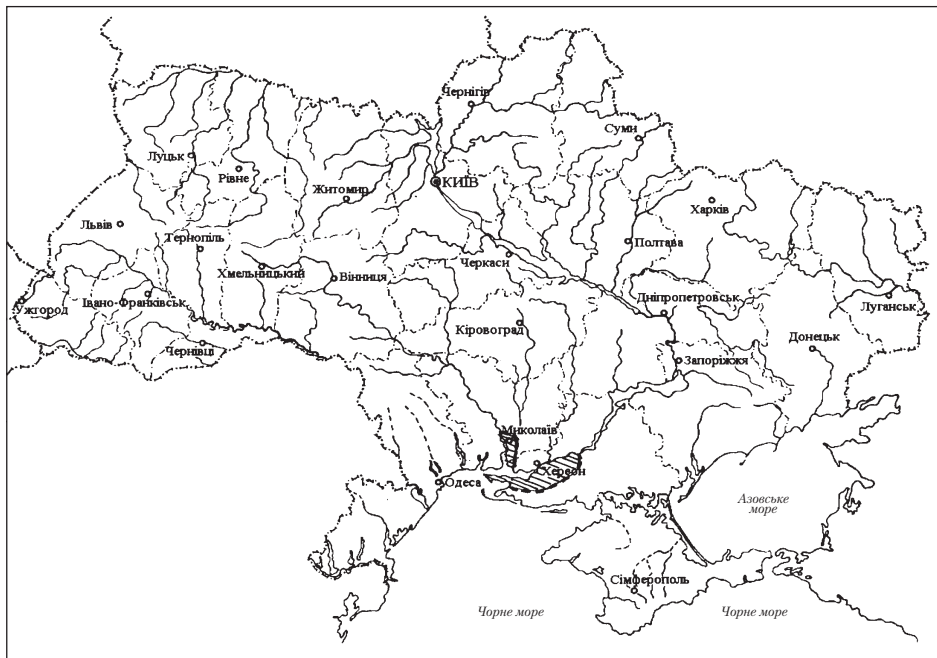 Чернігів
Суми
Луцьк
Рівне
КИЇВ
Житомир
Харків
Львів
Тернопіль
Полтава
Черкаси
Хмельницький
Вінниця
Ужгород
Івано-Франківськ
Дніпропетровськ
Луганськ
Кіровоград
Донецьк
Чернівці
Запоріжжя
Миколаїв
Херсон
Одеса
Азовське
море
Сімферополь
Чорне море
Чорне море